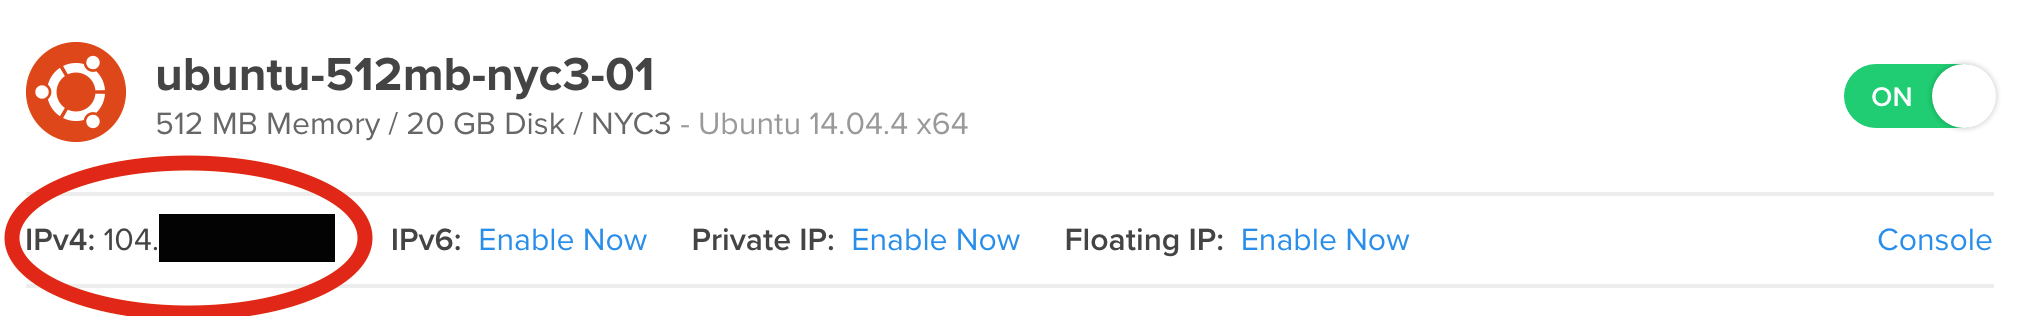 ubuntu-512mb-nyc3-01
512 MB Memory / 20 GB Disk / NYC3 - Ubuntu 14.04.4 x64
ON
IPv4: 104. IPv6: Enable Now Private IP: Enable Now Floating IP: Enable Now Console